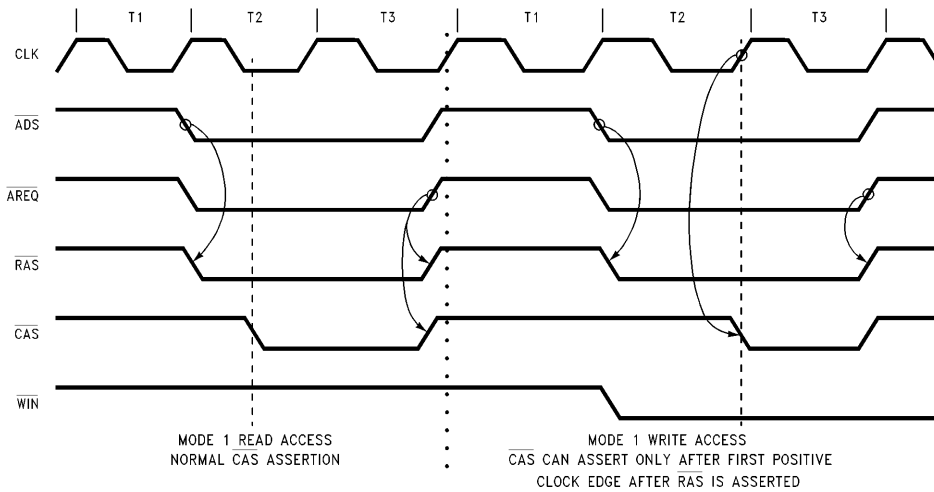 T1 T2 T3 T1 T2 T3
CLK
ADS
AREQ
RAS
CAS
WIN
MODE 1 READ ACCESS
NORMAL CAS ASSERTION
MODE 1 WRITE ACCESS
CAS CAN ASSERT ONLY AFTER FIRST POSITIVE
CLOCK EDGE AFTER RAS IS ASSERTED